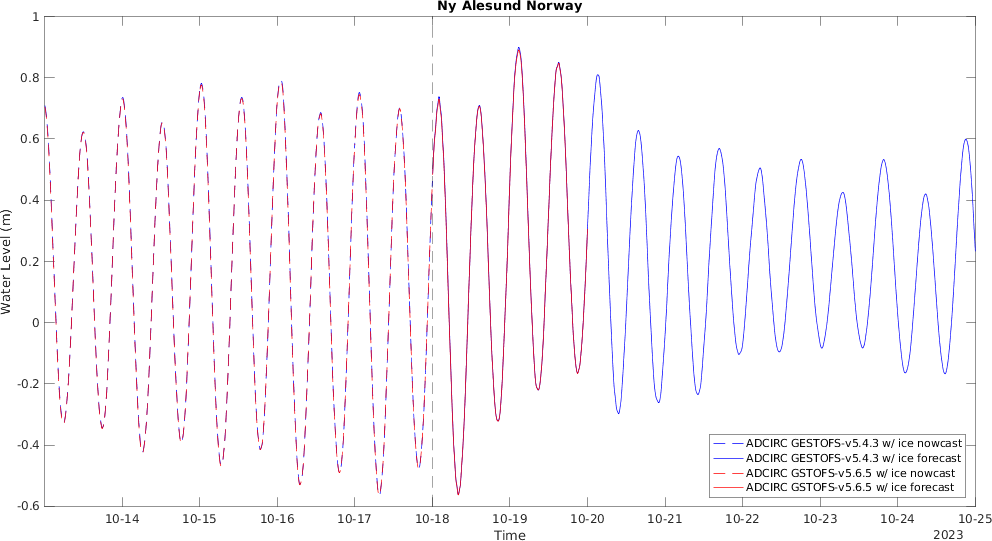 Ny Alesund Norway
1
0.8
0.6
0.4
0.2
0
-0.2
-0.4
-0.6
Water Level (m)
10-14 10-15 10-16 10-17 10-18 10-19 10-20 10-21 10-22 10-23 10-24 10-25
Time
2023
ADCIRC GESTOFS-v5.4.3 w/ ice nowcast
ADCIRC GESTOFS-v5.4.3 w/ ice forecast
ADCIRC GSTOFS-v5.6.5 w/ ice nowcast
ADCIRC GSTOFS-v5.6.5 w/ ice forecast